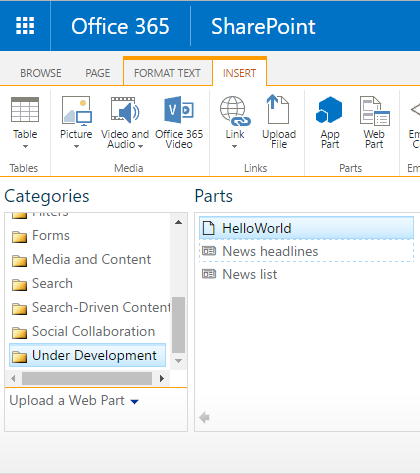 Office 365 SharePoint
BROWSE PAGE FORMAT TEXT INSERT
Table Picture Video and Audio Office 365 Video Link Upload File App Part Web Part
Tables Media Links Parts
Categories
Filters
Forms
Media and Content
Search
Search-Driven Content
Social Collaboration
Under Development
Upload a Web Part
Parts
HelloWorld
News headlines
News list